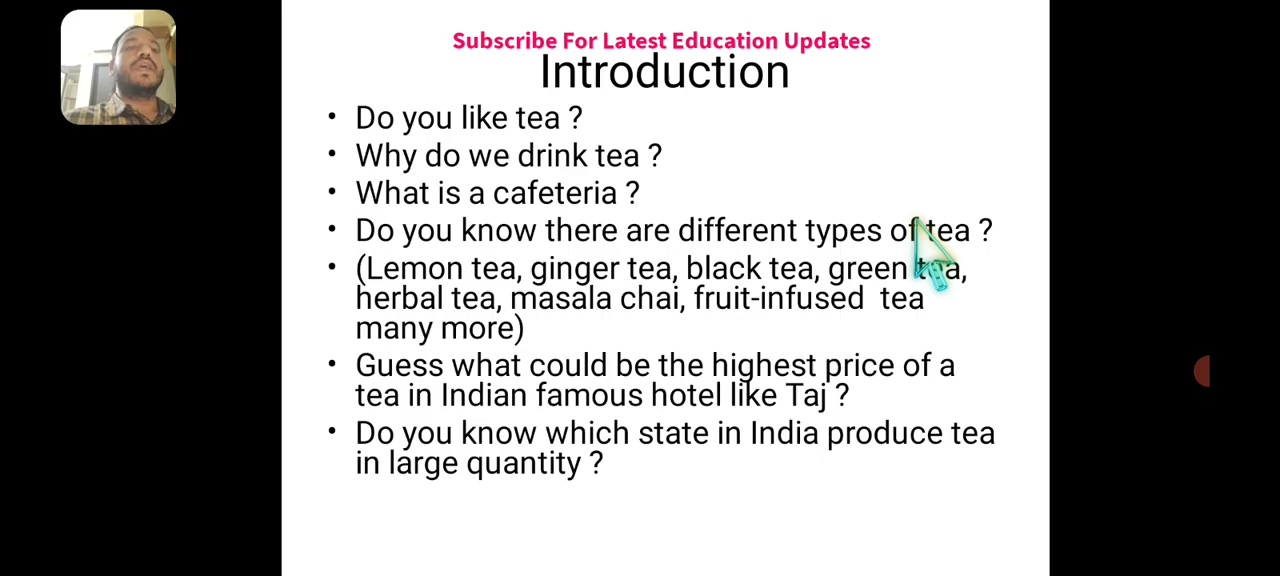 Subscribe For Latest Education Updates
Introduction
• Do you like tea ?
• Why do we drink tea ?
• What is a cafeteria ?
• Do you know there are different types of tea ?
• (Lemon tea, ginger tea, black tea, green tea,
herbal tea, masala chai, fruit-infused  tea
many more)
• Guess what could be the highest price of a
tea in Indian famous hotel like Taj ?
• Do you know which state in India produce tea
in large quantity ?